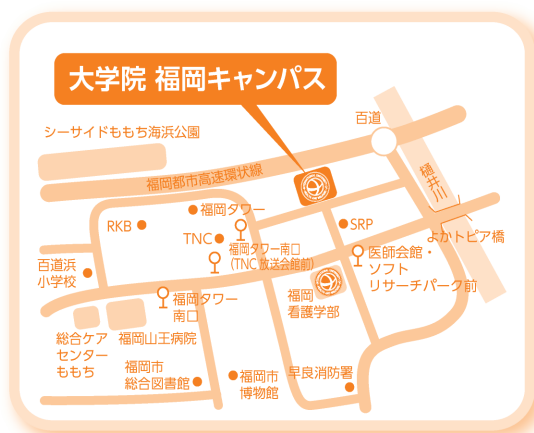 大学院 福岡キャンパス
シーサイドももち海浜公園
百道
福岡都市高速環状線
樋井川
福岡タワー
RKB
TNC
SRP
よかトピア橋
福岡タワー南口
(TNC放送会館前)
医師会館・
ソフト
リサーチパーク前
百道浜
小学校
福岡タワー
南口
福岡
看護学部
総合ケア
センター
ももち
福岡山王病院
福岡市
総合図書館
福岡市
博物館
早良消防署